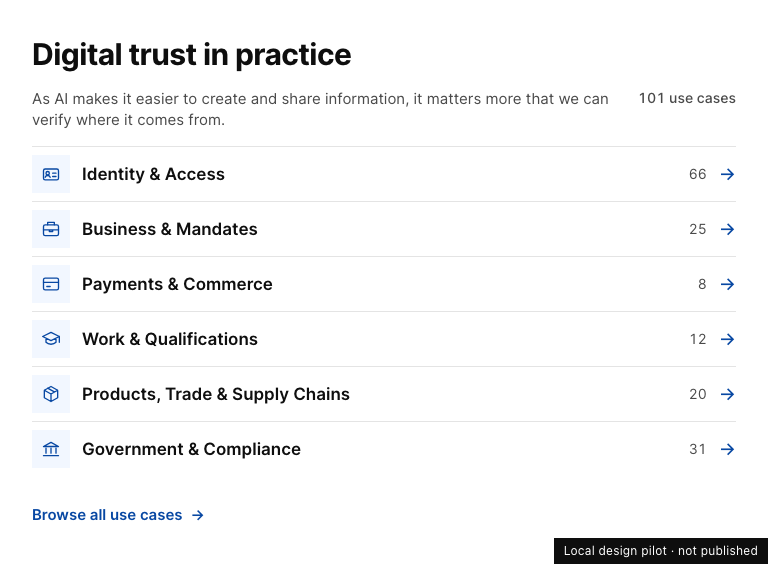 Digital trust in practice
As AI makes it easier to create and share information, it matters more that we can
verify where it comes from.
101 use cases
Identity & Access 66 →
Business & Mandates 25 →
Payments & Commerce 8 →
Work & Qualifications 12 →
Products, Trade & Supply Chains 20 →
Government & Compliance 31 →
Browse all use cases →
Local design pilot · not published